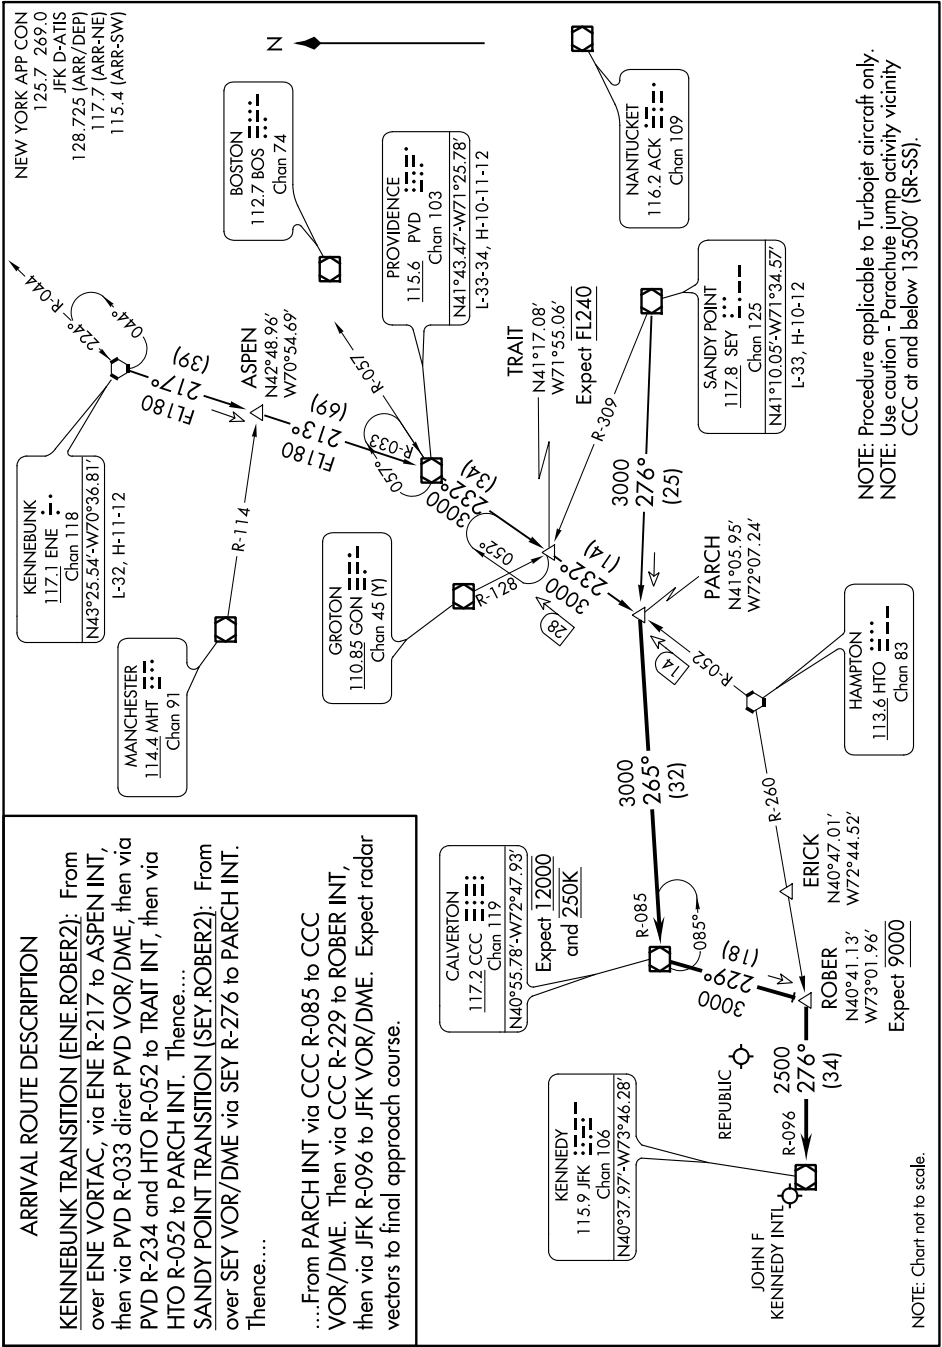 NEW YORK APP CON
125.7 269.0
JFK D-ATIS
128.725 (ARR/DEP)
117.7 (ARR-NE)
115.4 (ARR-SW)
ARRIVAL ROUTE DESCRIPTION
KENNEBUNK TRANSITION (ENE.ROBER2): From
over ENE VORTAC, via ENE R-217 to ASPEN INT,
then via PVD R-033 direct PVD VOR/DME, then via
PVD R-234 and HTO R-052 to TRAIT INT, then via
HTO R-052 to PARCH INT. Thence....
SANDY POINT TRANSITION (SEY.ROBER2): From
over SEY VOR/DME via SEY R-276 to PARCH INT.
Thence....
....From PARCH INT via CCC R-085 to CCC
VOR/DME. Then via CCC R-229 to ROBER INT,
then via JFK R-096 to JFK VOR/DME. Expect radar
vectors to final approach course.
KENNEBUNK
117.1 ENE
Chan 118
N43°25.54'-W70°36.81'
L-32, H-11-12
224°
R-044
044°
FL180
217°
(39)
MANCHESTER
114.4 MHT
Chan 91
R-114
ASPEN
N42°48.96'
W70°54.69'
FL180
213°
(69)
BOSTON
112.7 BOS
Chan 74
PROVIDENCE
115.6 PVD
Chan 103
N41°43.47'-W71°25.78'
L-33-34, H-10-11-12
R-057
057°
R-033
3000
232°
(34)
GROTON
110.85 GON
Chan 45 (Y)
R-128
052°
TRAIT
N41°17.08'
W71°55.06'
Expect FL240
R-309
3000
232°
(14)
28
NANTUCKET
116.2 ACK
Chan 109
SANDY POINT
117.8 SEY
Chan 125
N41°10.05'-W71°34.57'
L-33, H-10-12
3000
276°
(25)
PARCH
N41°05.95'
W72°07.24'
14
R-052
HAMPTON
113.6 HTO
Chan 83
R-260
3000
265°
(32)
R-085
085°
CALVERTON
117.2 CCC
Chan 119
N40°55.78'-W72°47.93'
Expect 12000
and 250K
3000
229°
(18)
ERICK
N40°47.01'
W72°44.52'
ROBER
N40°41.13'
W73°01.96'
Expect 9000
2500
276°
(34)
R-096
REPUBLIC
KENNEDY
115.9 JFK
Chan 106
N40°37.97'-W73°46.28'
JOHN F
KENNEDY INTL
N
NOTE: Procedure applicable to Turbojet aircraft only.
NOTE: Use caution - Parachute jump activity vicinity
CCC at and below 13500' (SR-SS).
NOTE: Chart not to scale.